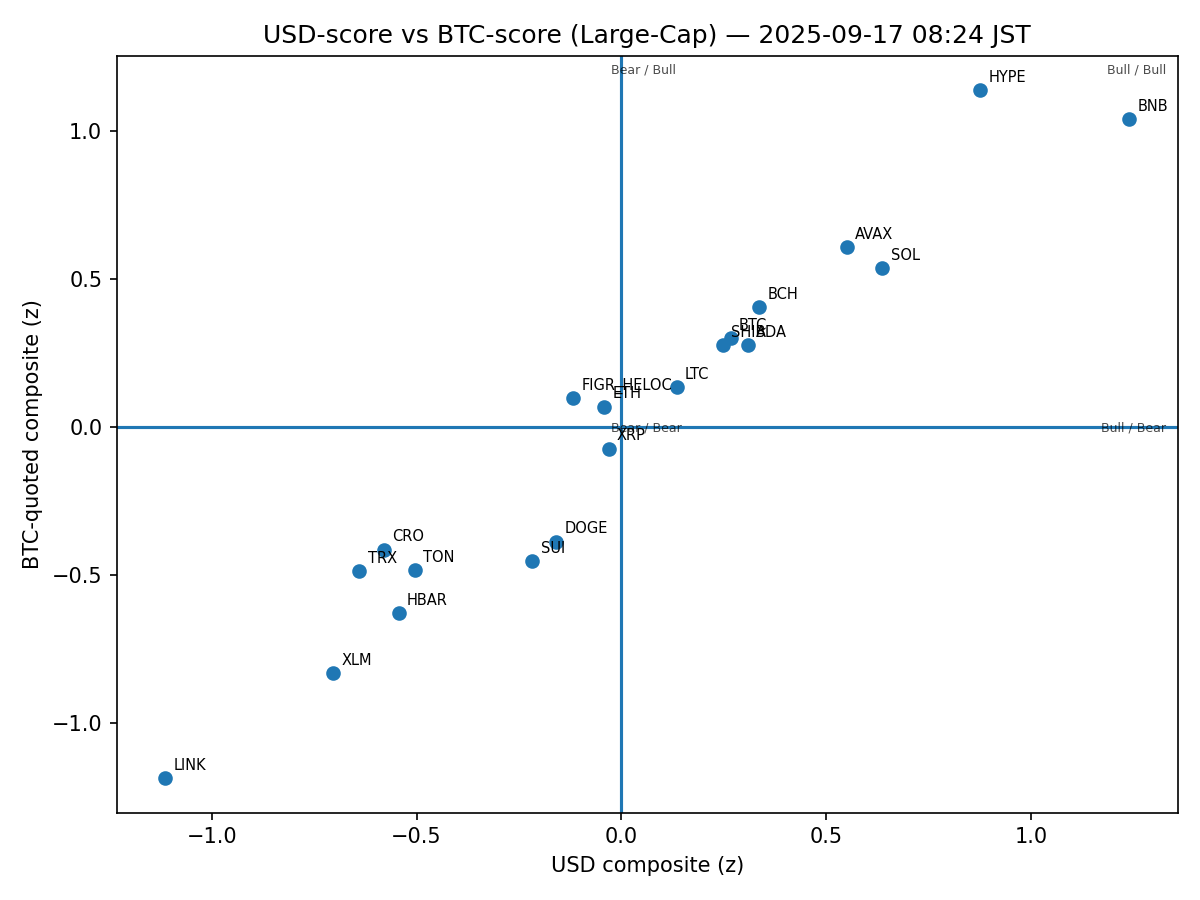 USD-score vs BTC-score (Large-Cap) — 2025-09-17 08:24 JST
Bear / Bull
Bull / Bull
HYPE
BNB
AVAX
SOL
BCH
BTC
SHIB
ADA
LTC
FIGR_HELOC
ETH
Bear / Bear
Bull / Bear
XRP
DOGE
SUI
CRO
TRX
TON
HBAR
XLM
LINK
1.0
0.5
0.0
−0.5
−1.0
BTC-quoted composite (z)
−1.0
−0.5
0.0
0.5
1.0
USD composite (z)